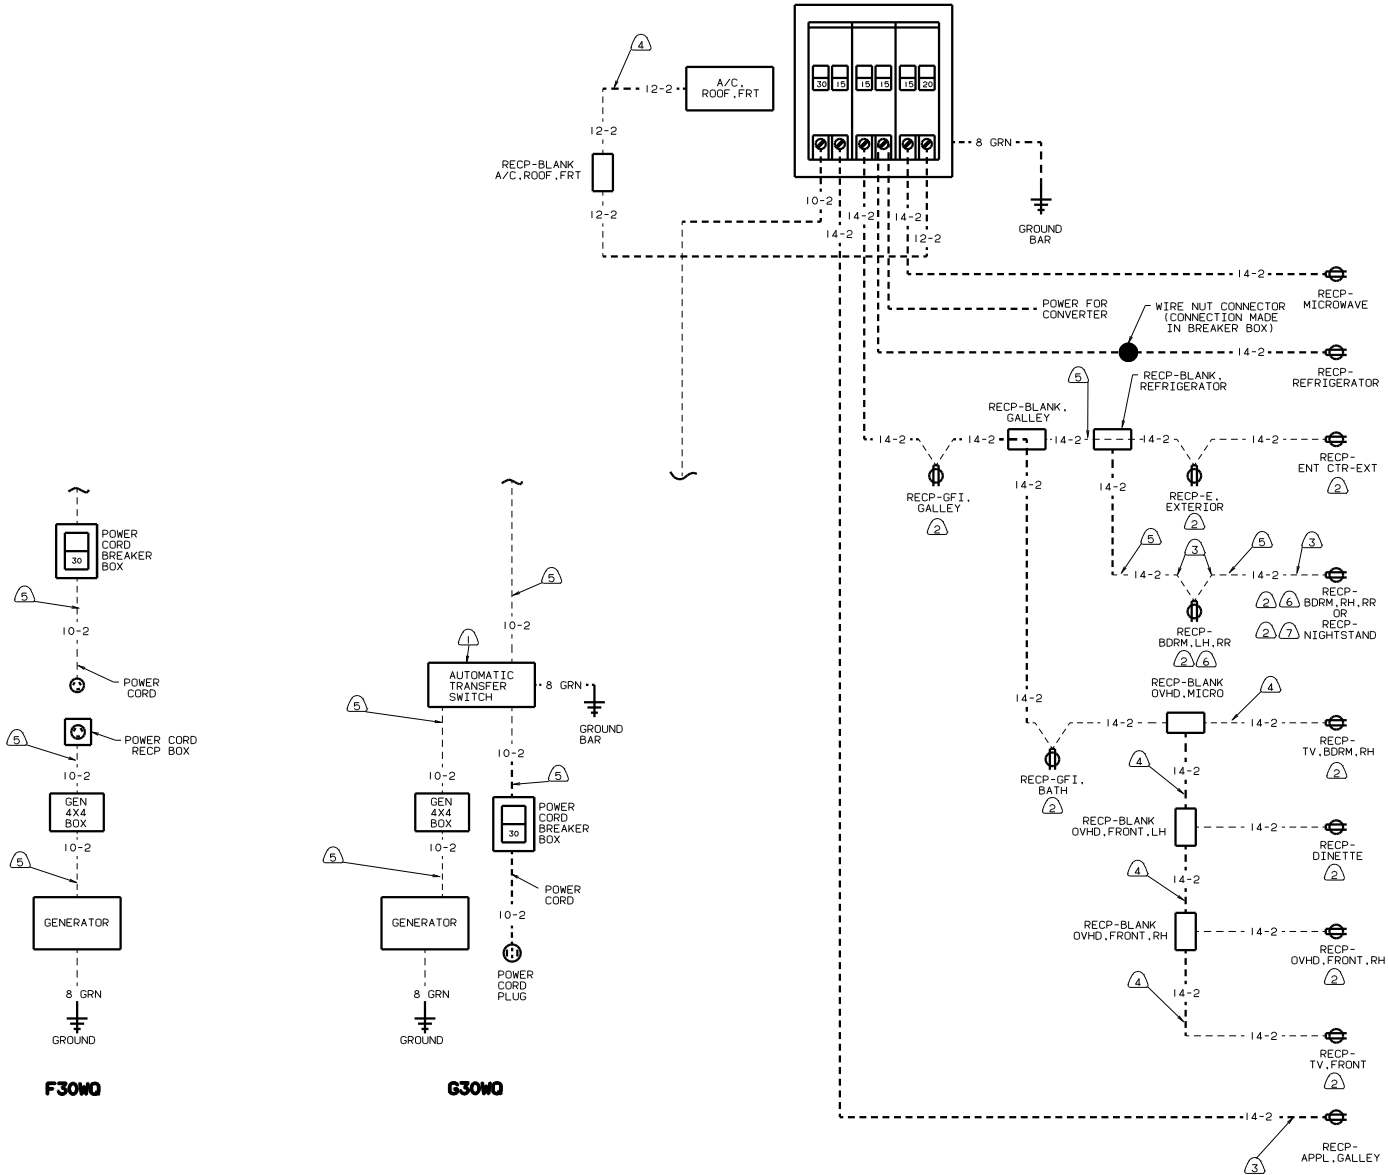 4
A/C,
ROOF,FRT
12-2
12-2
RECP-BLANK
A/C,ROOF,FRT
12-2
30 15 15 15 15 20
8 GRN
GROUND
BAR
10-2
14-2
14-2
14-2
12-2
14-2
RECP-
MICROWAVE
POWER FOR
CONVERTER
WIRE NUT CONNECTOR
(CONNECTION MADE
IN BREAKER BOX)
14-2
RECP-
REFRIGERATOR
5
RECP-BLANK,
REFRIGERATOR
RECP-BLANK,
GALLEY
14-2
14-2
14-2
14-2
14-2
RECP-GFI,
GALLEY
2
14-2
14-2
RECP-E,
EXTERIOR
2
RECP-
ENT CTR-EXT
2
5
3
5
3
14-2
14-2
RECP-
BDRM,LH,RR
2 6
2 6
RECP-
BDRM,RH,RR
OR
2 7
RECP-
NIGHTSTAND
14-2
RECP-BLANK
OVHD,MICRO
4
14-2
14-2
RECP-GFI,
BATH
2
RECP-
TV,BDRM,RH
2
4
14-2
RECP-BLANK
OVHD,FRONT,LH
14-2
RECP-
DINETTE
2
4
14-2
RECP-BLANK
OVHD,FRONT,RH
14-2
RECP-
OVHD,FRONT,RH
2
4
14-2
14-2
RECP-
TV,FRONT
2
14-2
3
RECP-
APPL,GALLEY
30
POWER
CORD
BREAKER
BOX
5
10-2
POWER
CORD
5
POWER CORD
RECP BOX
10-2
GEN
4X4
BOX
10-2
5
GENERATOR
8 GRN
GROUND
F30WQ
5
10-2
1
AUTOMATIC
TRANSFER
SWITCH
8 GRN
GROUND
BAR
5
10-2
10-2
5
GEN
4X4
BOX
30
POWER
CORD
BREAKER
BOX
10-2
5
POWER
CORD
GENERATOR
10-2
POWER
CORD
PLUG
8 GRN
GROUND
G30WQ